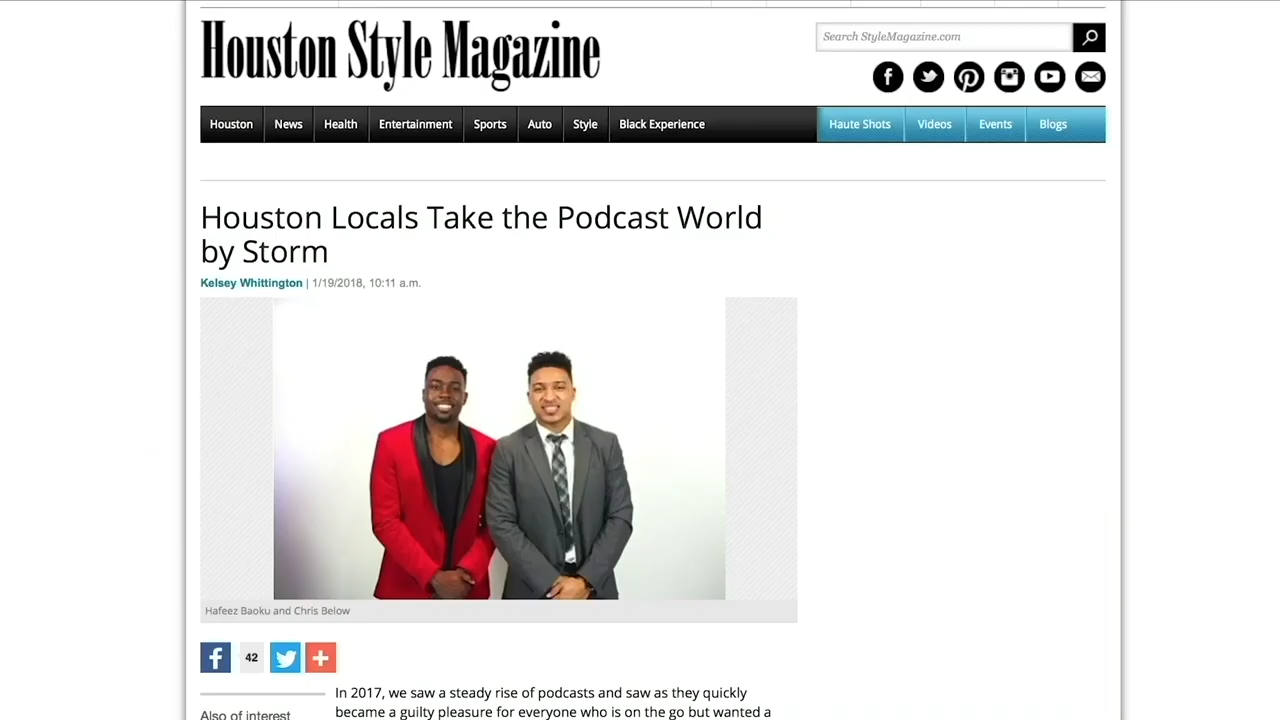 Houston Style Magazine
Search StyleMagazine.com
Houston News Health Entertainment Sports Auto Style Black Experience Haute Shots Videos Events Blogs
Houston Locals Take the Podcast World
by Storm
Kelsey Whittington | 1/19/2018, 10:11 a.m.
Hafeez Baoku and Chris Below
42
In 2017, we saw a steady rise of podcasts and saw as they quickly
Also of interest
became a guilty pleasure for everyone who is on the go but wanted a